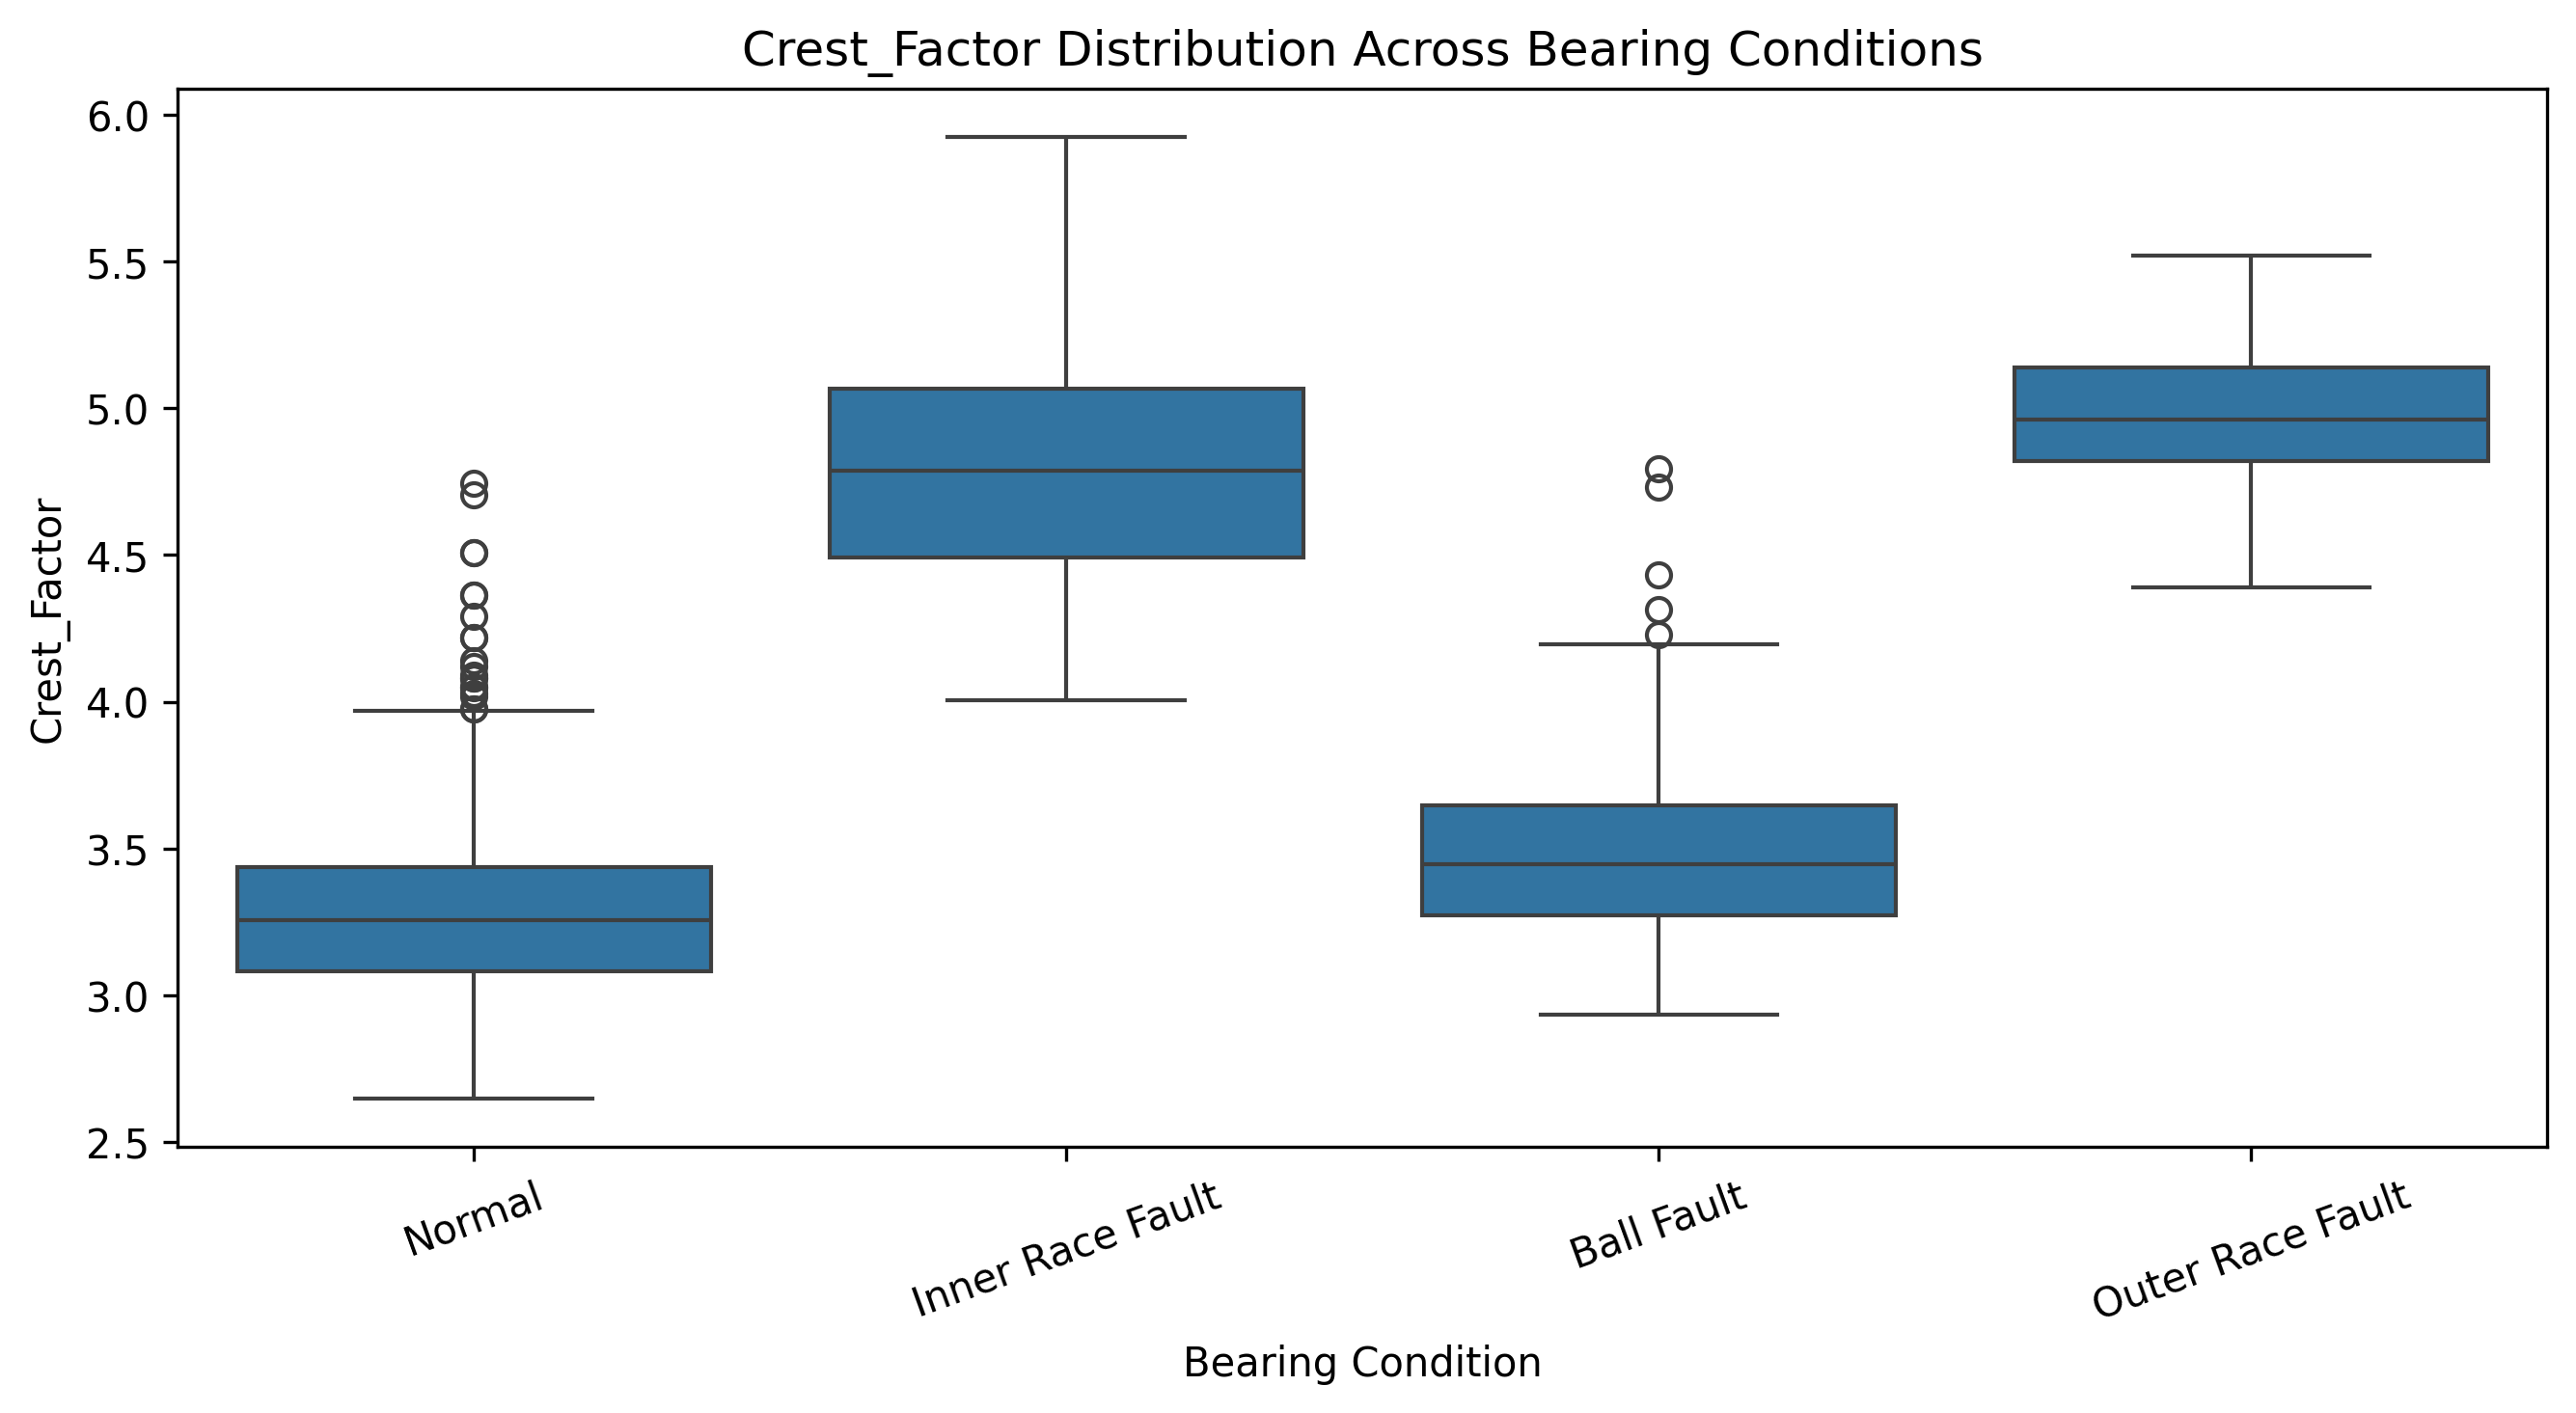 Crest_Factor Distribution Across Bearing Conditions
Crest_Factor
6.0
5.5
5.0
4.5
4.0
3.5
3.0
2.5
Normal
Inner Race Fault
Ball Fault
Outer Race Fault
Bearing Condition